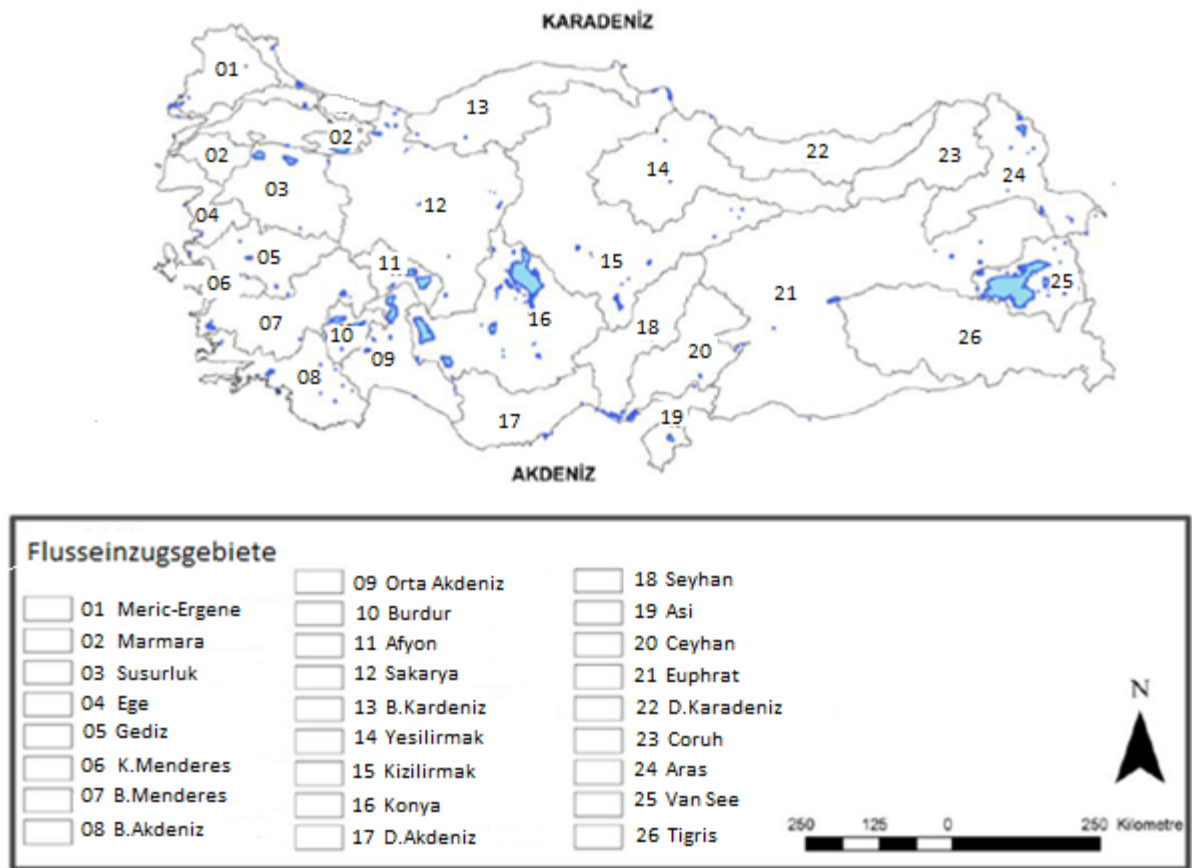 KARADENİZ
01
13
02
02
22
23
14
03
24
12
04
05
11
15
25
06
21
16
07
18
10
26
09
20
08
19
17
AKDENİZ
Flusseinzugsgebiete
01 Meric-Ergene
02 Marmara
03 Susurluk
04 Ege
05 Gediz
06 K.Menderes
07 B.Menderes
08 B.Akdeniz
09 Orta Akdeniz
10 Burdur
11 Afyon
12 Sakarya
13 B.Kardeniz
14 Yesilirmak
15 Kizilirmak
16 Konya
17 D.Akdeniz
18 Seyhan
19 Asi
20 Ceyhan
21 Euphrat
22 D.Karadeniz
23 Coruh
24 Aras
25 Van See
26 Tigris
N
250 125 0 250 Kilometre